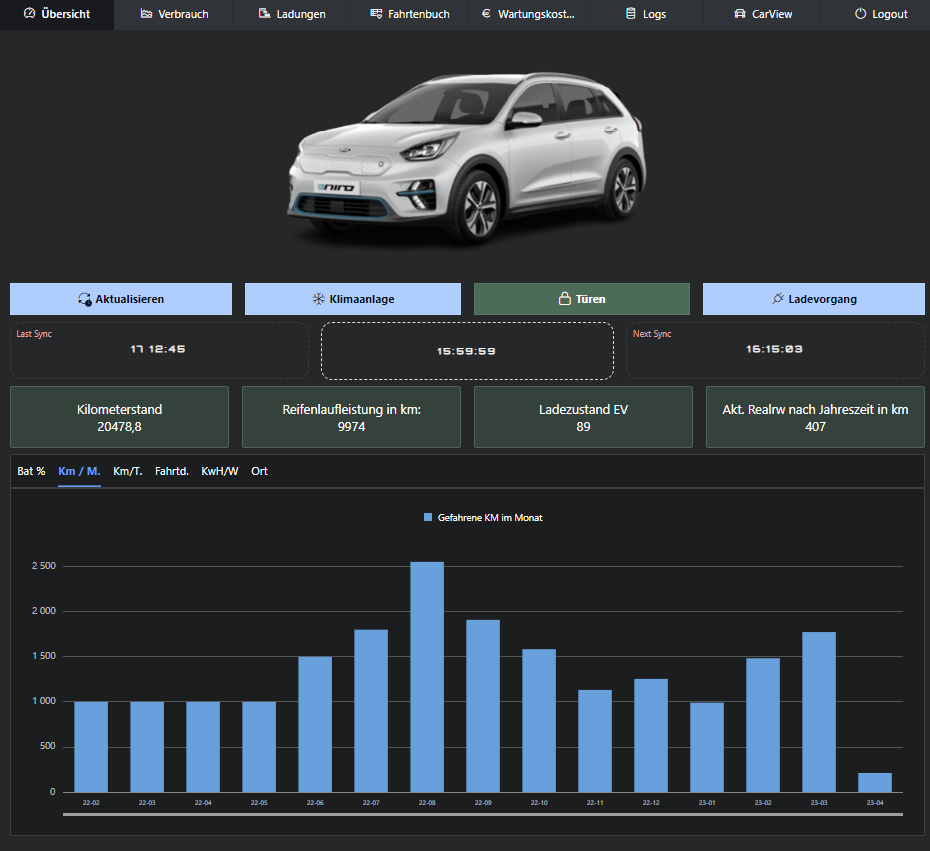 Übersicht
Verbrauch
Ladungen
Fahrtenbuch
Wartungskost...
Logs
CarView
Logout
niro
Aktualisieren
Klimaanlage
Türen
Ladevorgang
Last Sync
17 12:45
15:59:59
Next Sync
16:15:03
Kilometerstand
20478,8
Reifenlaufleistung in km:
9974
Ladezustand EV
89
Akt. Realrw nach Jahreszeit in km
407
Bat % Km / M. Km/T. Fahrtd. KwH/W Ort
Gefahrene KM im Monat
2 500
2 000
1 500
1 000
500
0
22-02 22-03 22-04 22-05 22-06 22-07 22-08 22-09 22-10 22-11 22-12 23-01 23-02 23-03 23-04